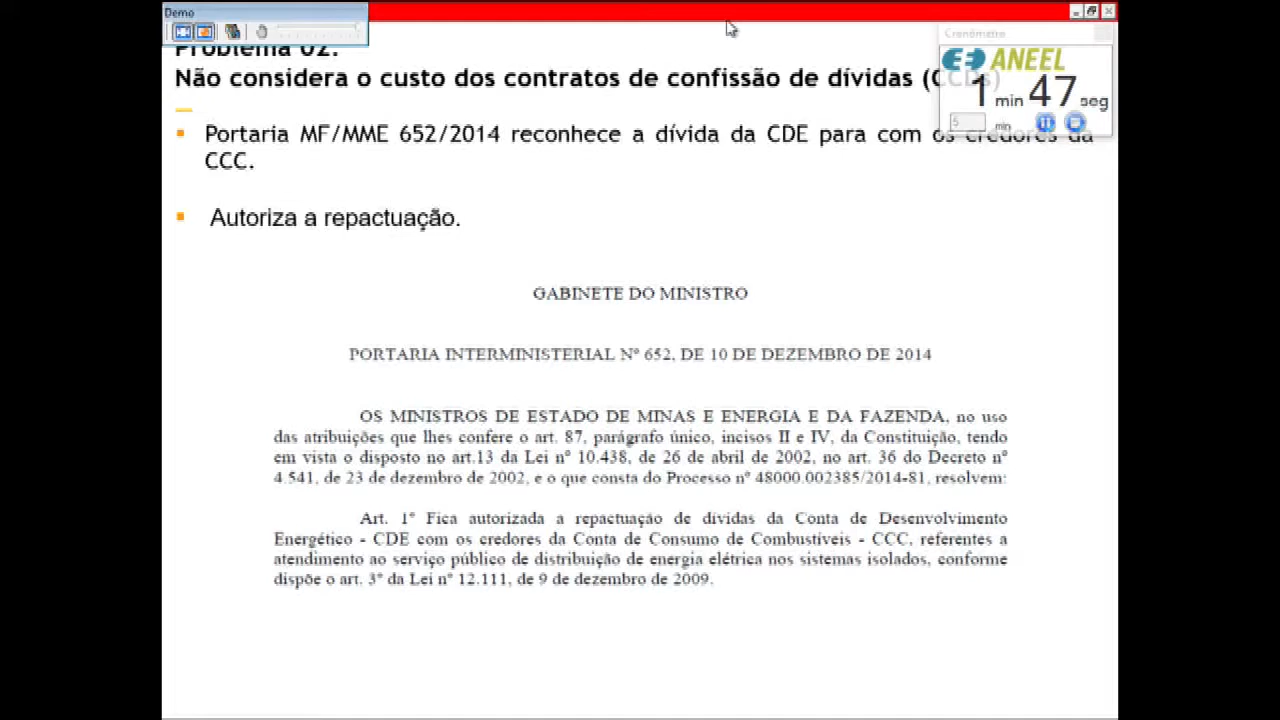 Demo
Problema 02:
Não considera o custo dos contratos de confissão de dívidas (CCDs)
Cronômetro
ANEEL
1 min 47 seg
5 min
Portaria MF/MME 652/2014 reconhece a dívida da CDE para com os credores da
CCC.
Autoriza a repactuação.
GABINETE DO MINISTRO
PORTARIA INTERMINISTERIAL Nº 652, DE 10 DE DEZEMBRO DE 2014
OS MINISTROS DE ESTADO DE MINAS E ENERGIA E DA FAZENDA, no uso
das atribuições que lhes confere o art. 87, parágrafo único, incisos II e IV, da Constituição, tendo
em vista o disposto no art.13 da Lei nº 10.438, de 26 de abril de 2002, no art. 36 do Decreto nº
4.541, de 23 de dezembro de 2002, e o que consta do Processo nº 48000.002385/2014-81, resolvem:
Art. 1º Fica autorizada a repactuação de dívidas da Conta de Desenvolvimento
Energético - CDE com os credores da Conta de Consumo de Combustíveis - CCC, referentes a
atendimento ao serviço público de distribuição de energia elétrica nos sistemas isolados, conforme
dispõe o art. 3º da Lei nº 12.111, de 9 de dezembro de 2009.